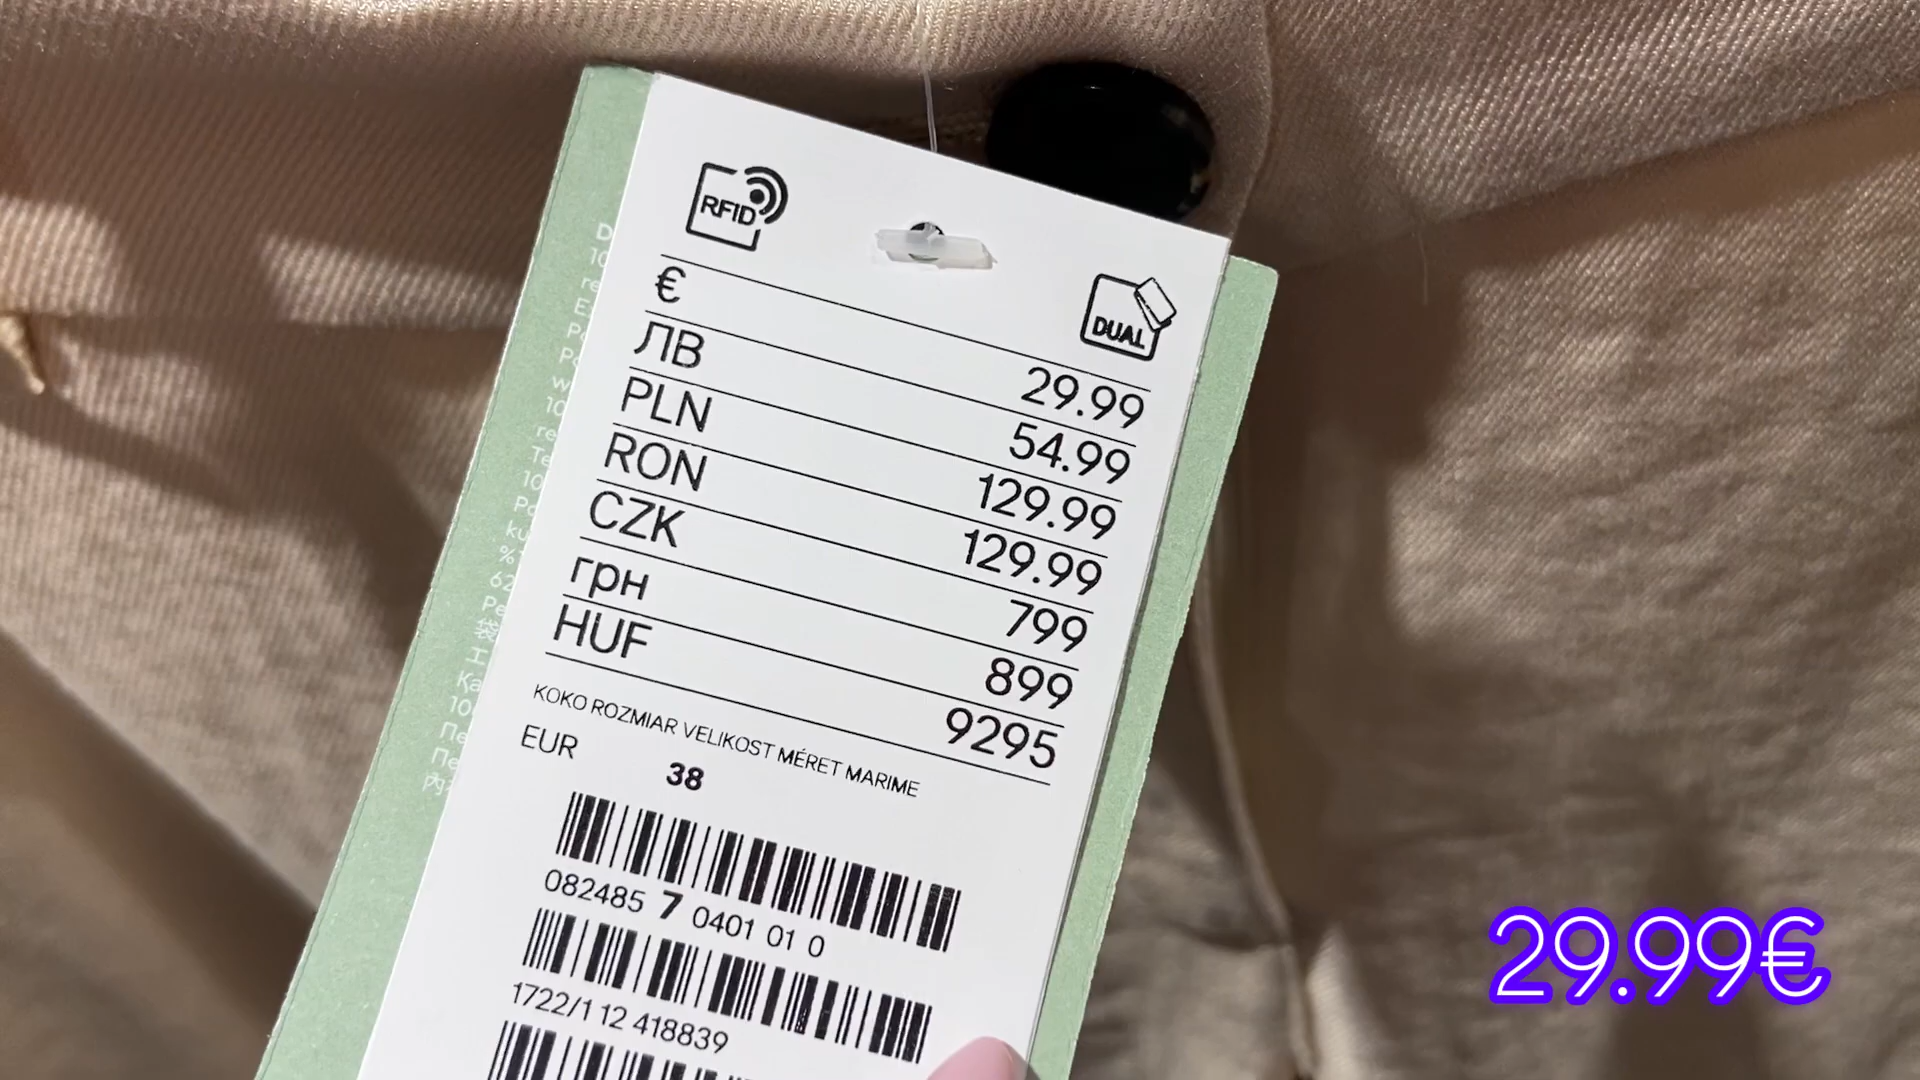 RFID
DUAL
€ 29.99
ЛВ 54.99
PLN 129.99
RON 129.99
CZK 799
грн 899
HUF 9295
KOKO ROZMIAR VELIKOST MÉRET MARIME
EUR 38
082485 7 0401 01 0
1722/1 12 418839
29.99€